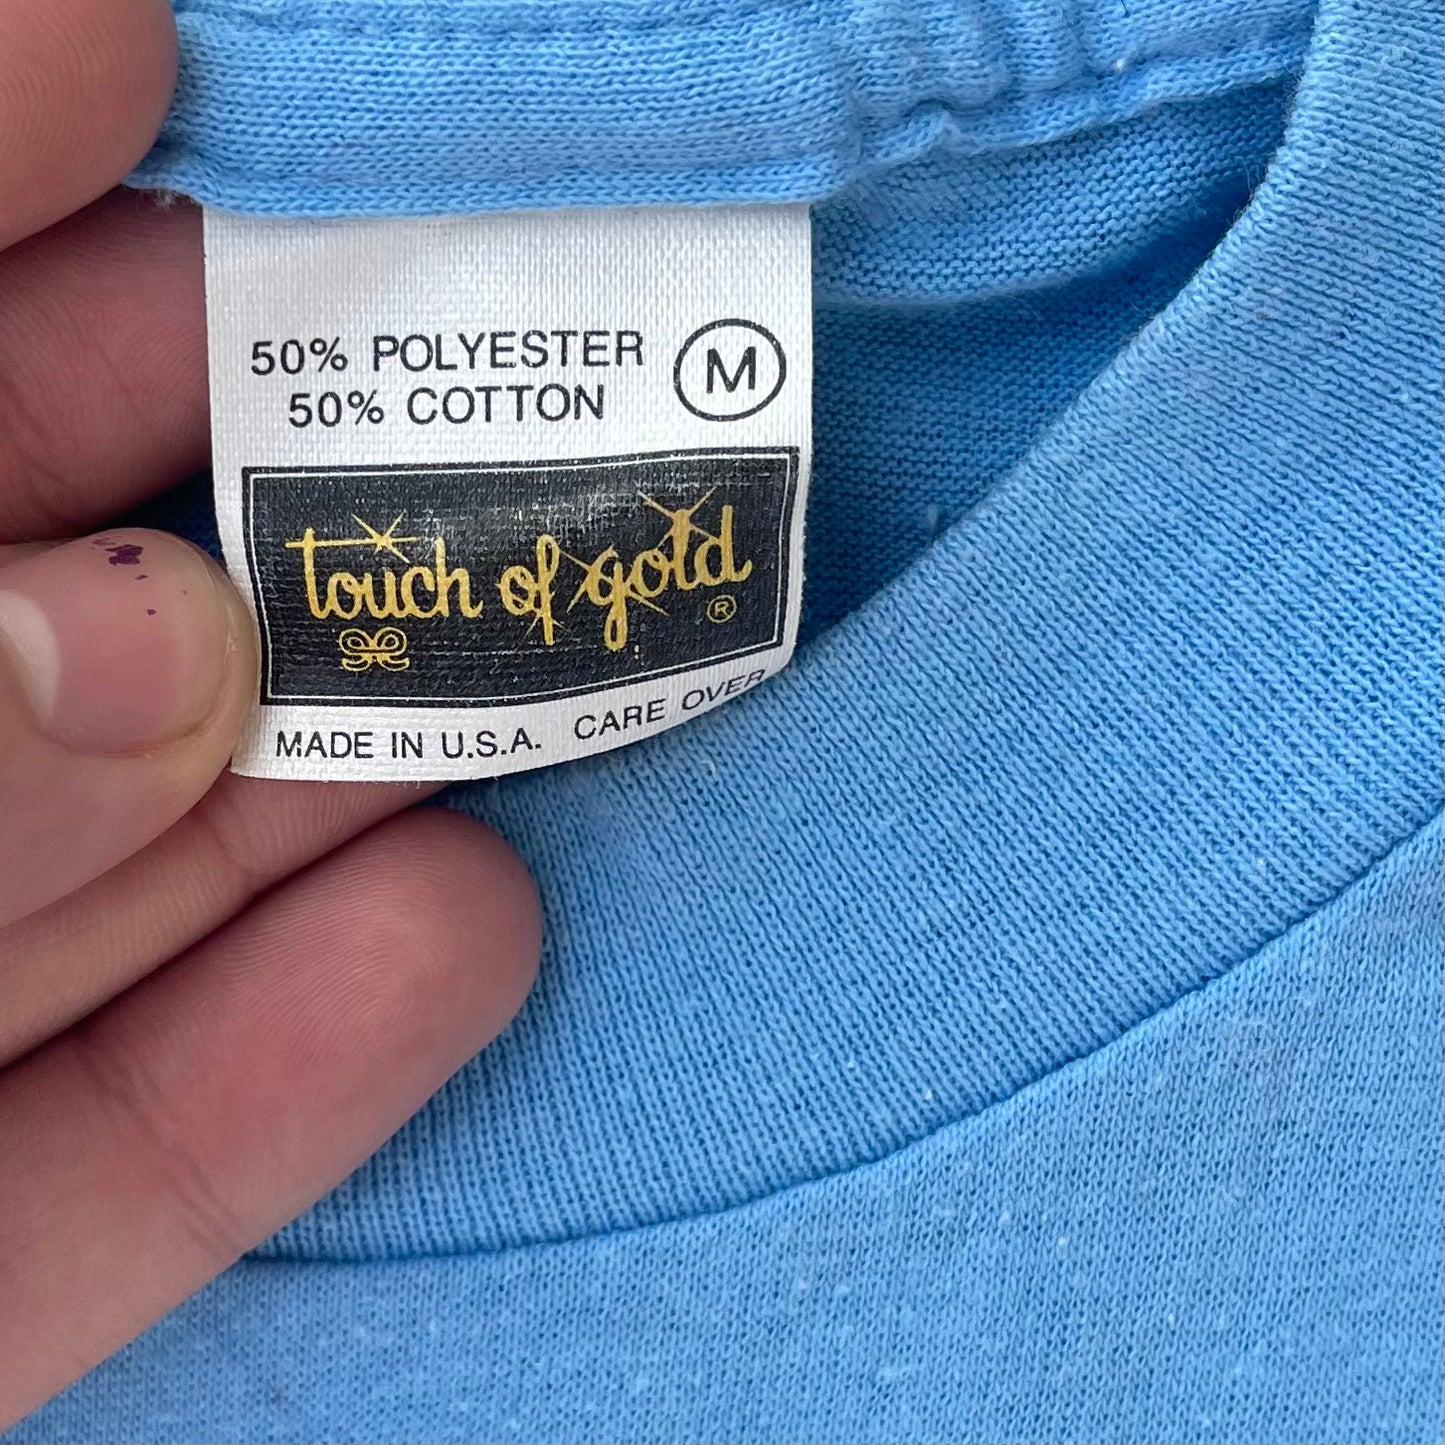 50% POLYESTER
50% COTTON
M
touch of gold ®
MADE IN U.S.A. CARE OVER